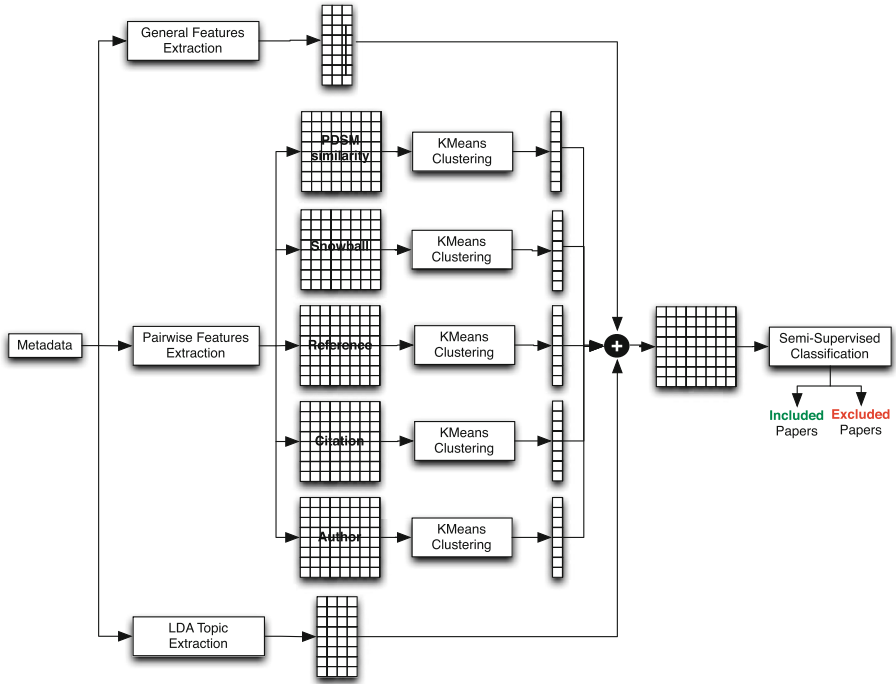 General Features
Extraction
PDSM
similarity
KMeans
Clustering
Snowball
KMeans
Clustering
Metadata
Pairwise Features
Extraction
Reference
KMeans
Clustering
+
Semi-Supervised
Classification
Included
Papers
Excluded
Papers
Citation
KMeans
Clustering
Author
KMeans
Clustering
LDA Topic
Extraction